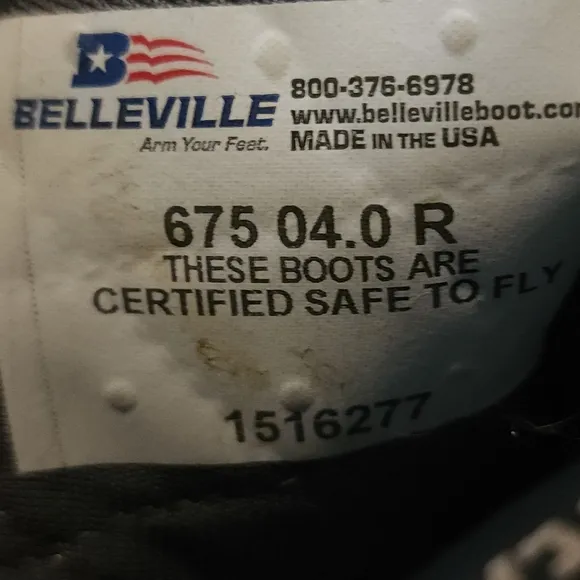 B
BELLEVILLE
Arm Your Feet.
800-376-6978
www.bellevilleboot.co
MADE IN THE USA
675 04.0 R
THESE BOOTS ARE
CERTIFIED SAFE TO FLY
1516277